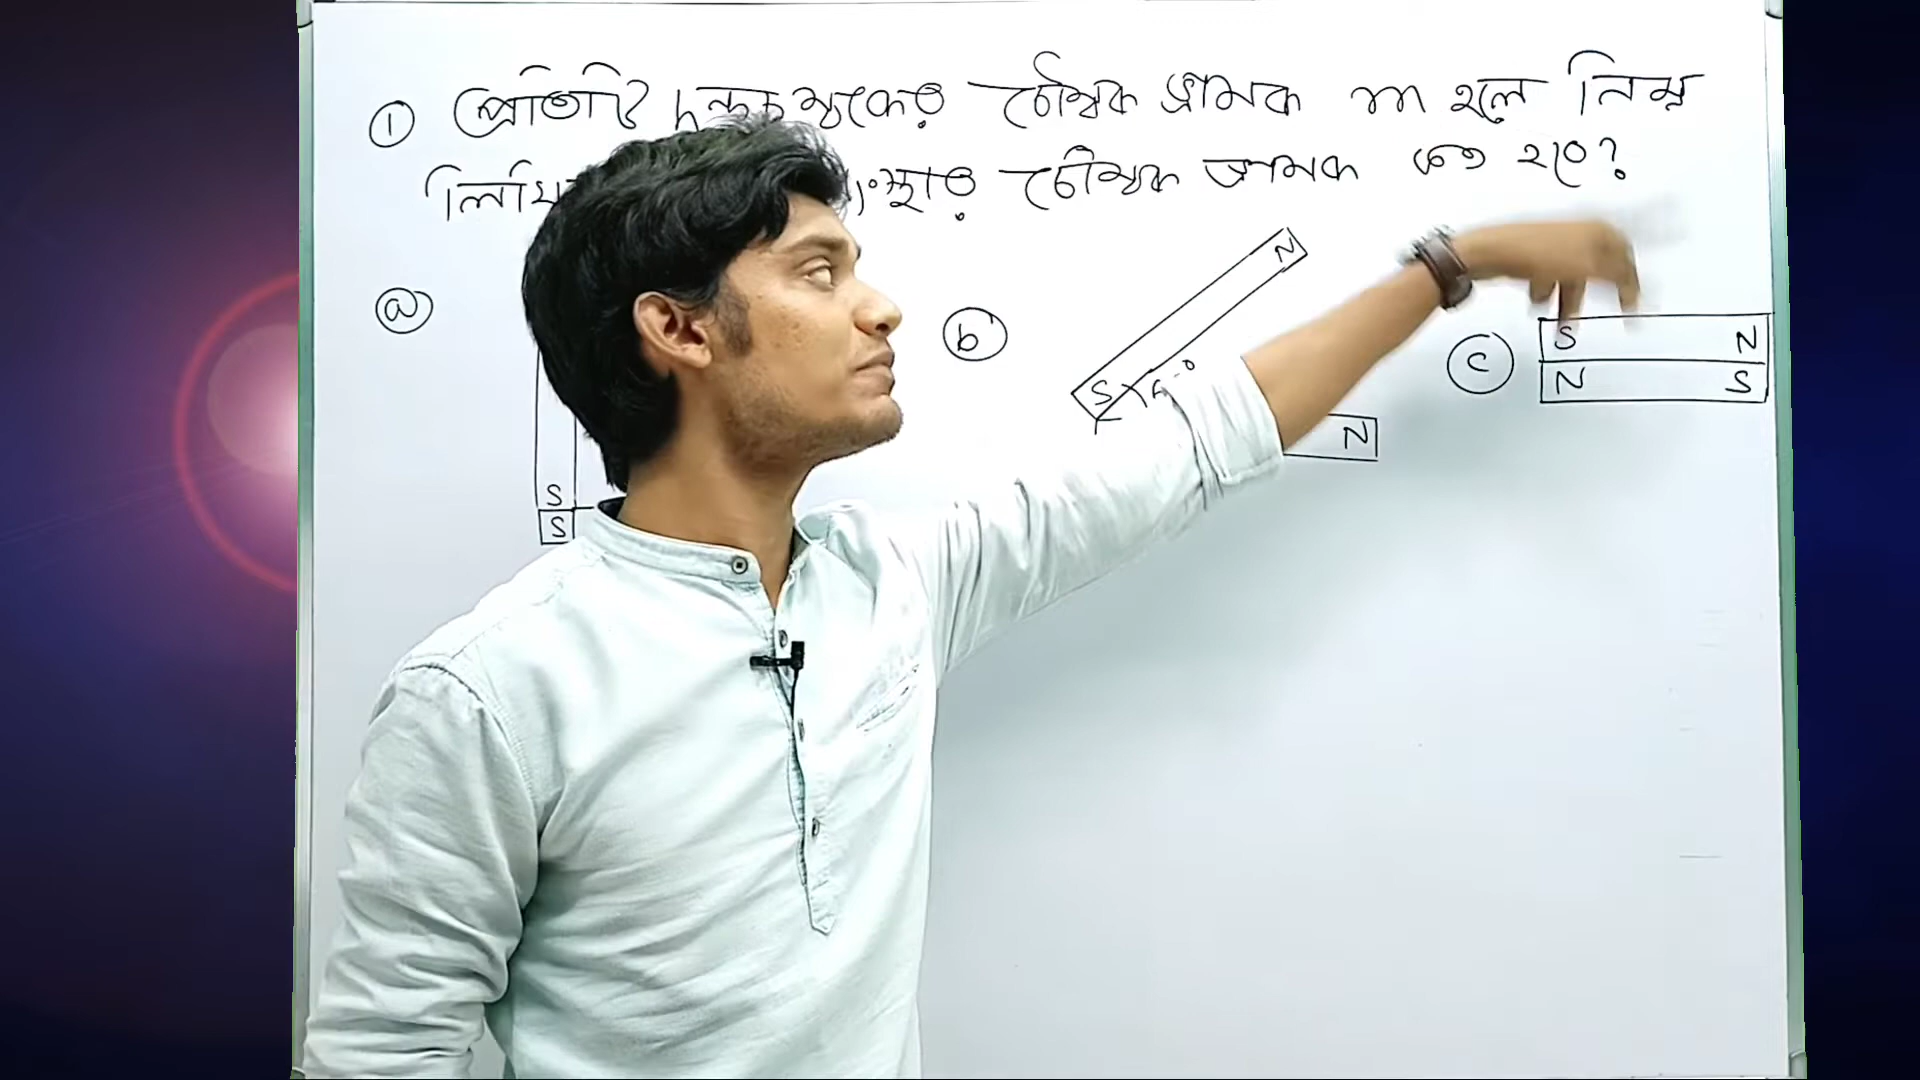 ① প্রতিটি দন্ডচুম্বকের চৌম্বক ভ্রামক m হলে নিম্ন
চৌম্বক ভ্রামক কত হবে?
ⓐ
S
S
ⓑ
N
S
N
ⓒ
S N
N S